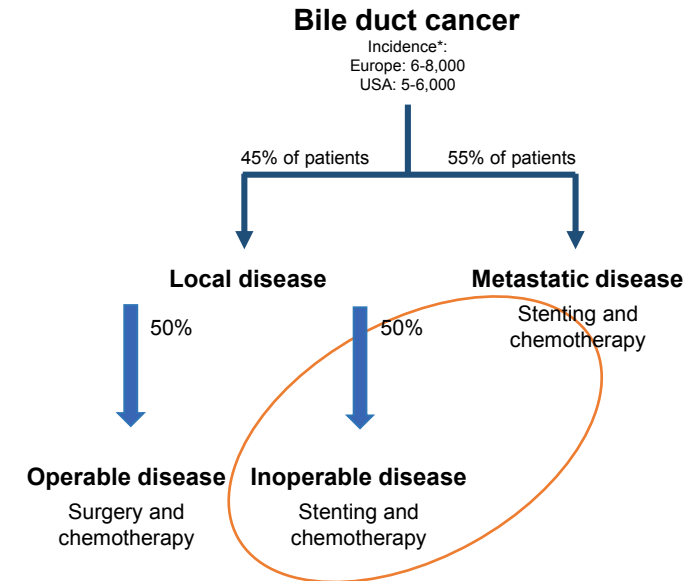 Bile duct cancer
Incidence*:
Europe: 6-8,000
USA: 5-6,000
45% of patients
55% of patients
Local disease
Metastatic disease
Stenting and
chemotherapy
50%
50%
Operable disease
Surgery and
chemotherapy
Inoperable disease
Stenting and
chemotherapy